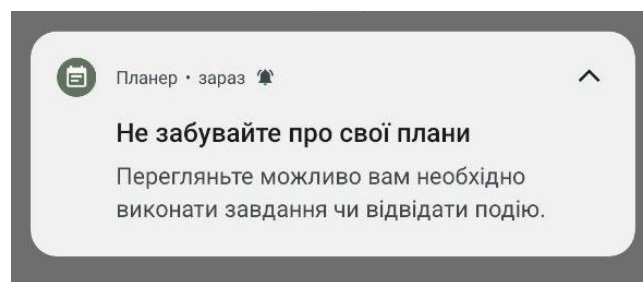 Планер • зараз
Не забувайте про свої плани
Перегляньте можливо вам необхідно
виконати завдання чи відвідати подію.